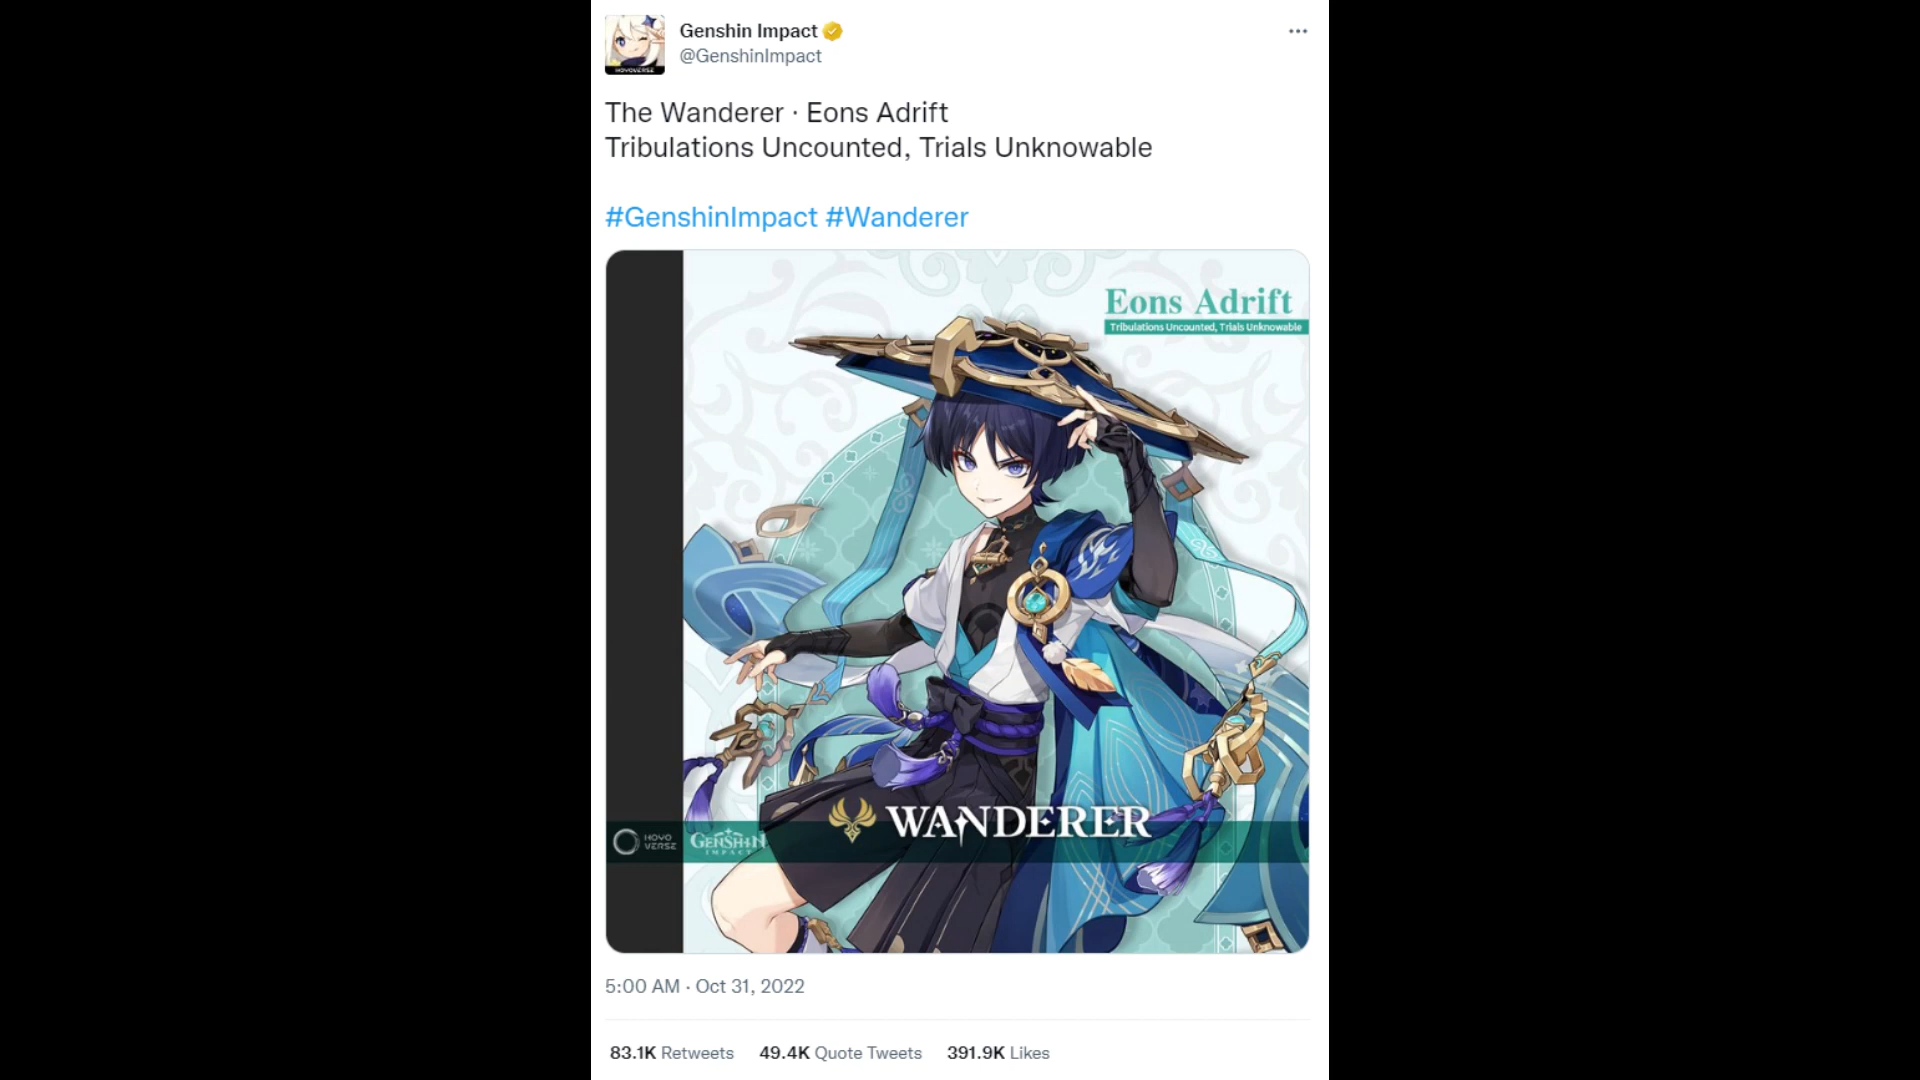 Genshin Impact
@GenshinImpact
HOYOVERSE
The Wanderer · Eons Adrift
Tribulations Uncounted, Trials Unknowable
#GenshinImpact #Wanderer
Eons Adrift
Tribulations Uncounted, Trials Unknowable
WANDERER
HOYO
VERSE
GENSHIN
IMPACT
5:00 AM · Oct 31, 2022
83.1K Retweets 49.4K Quote Tweets 391.9K Likes